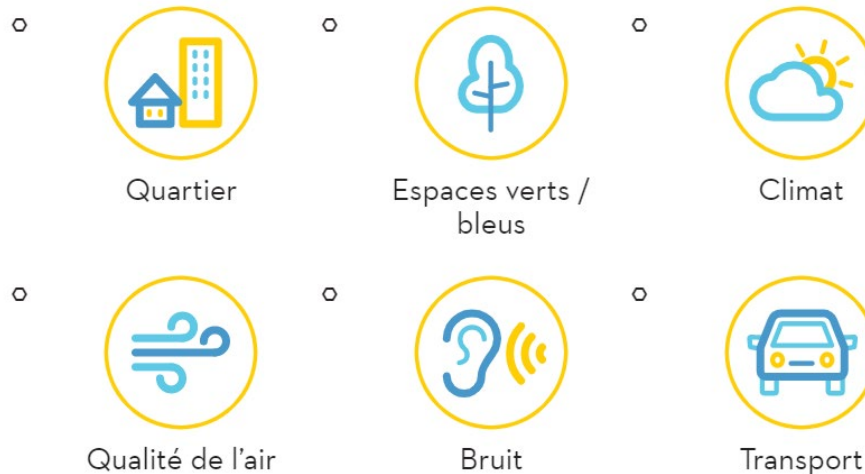 Quartier
Espaces verts /
bleus
Climat
Qualité de l'air
Bruit
Transport